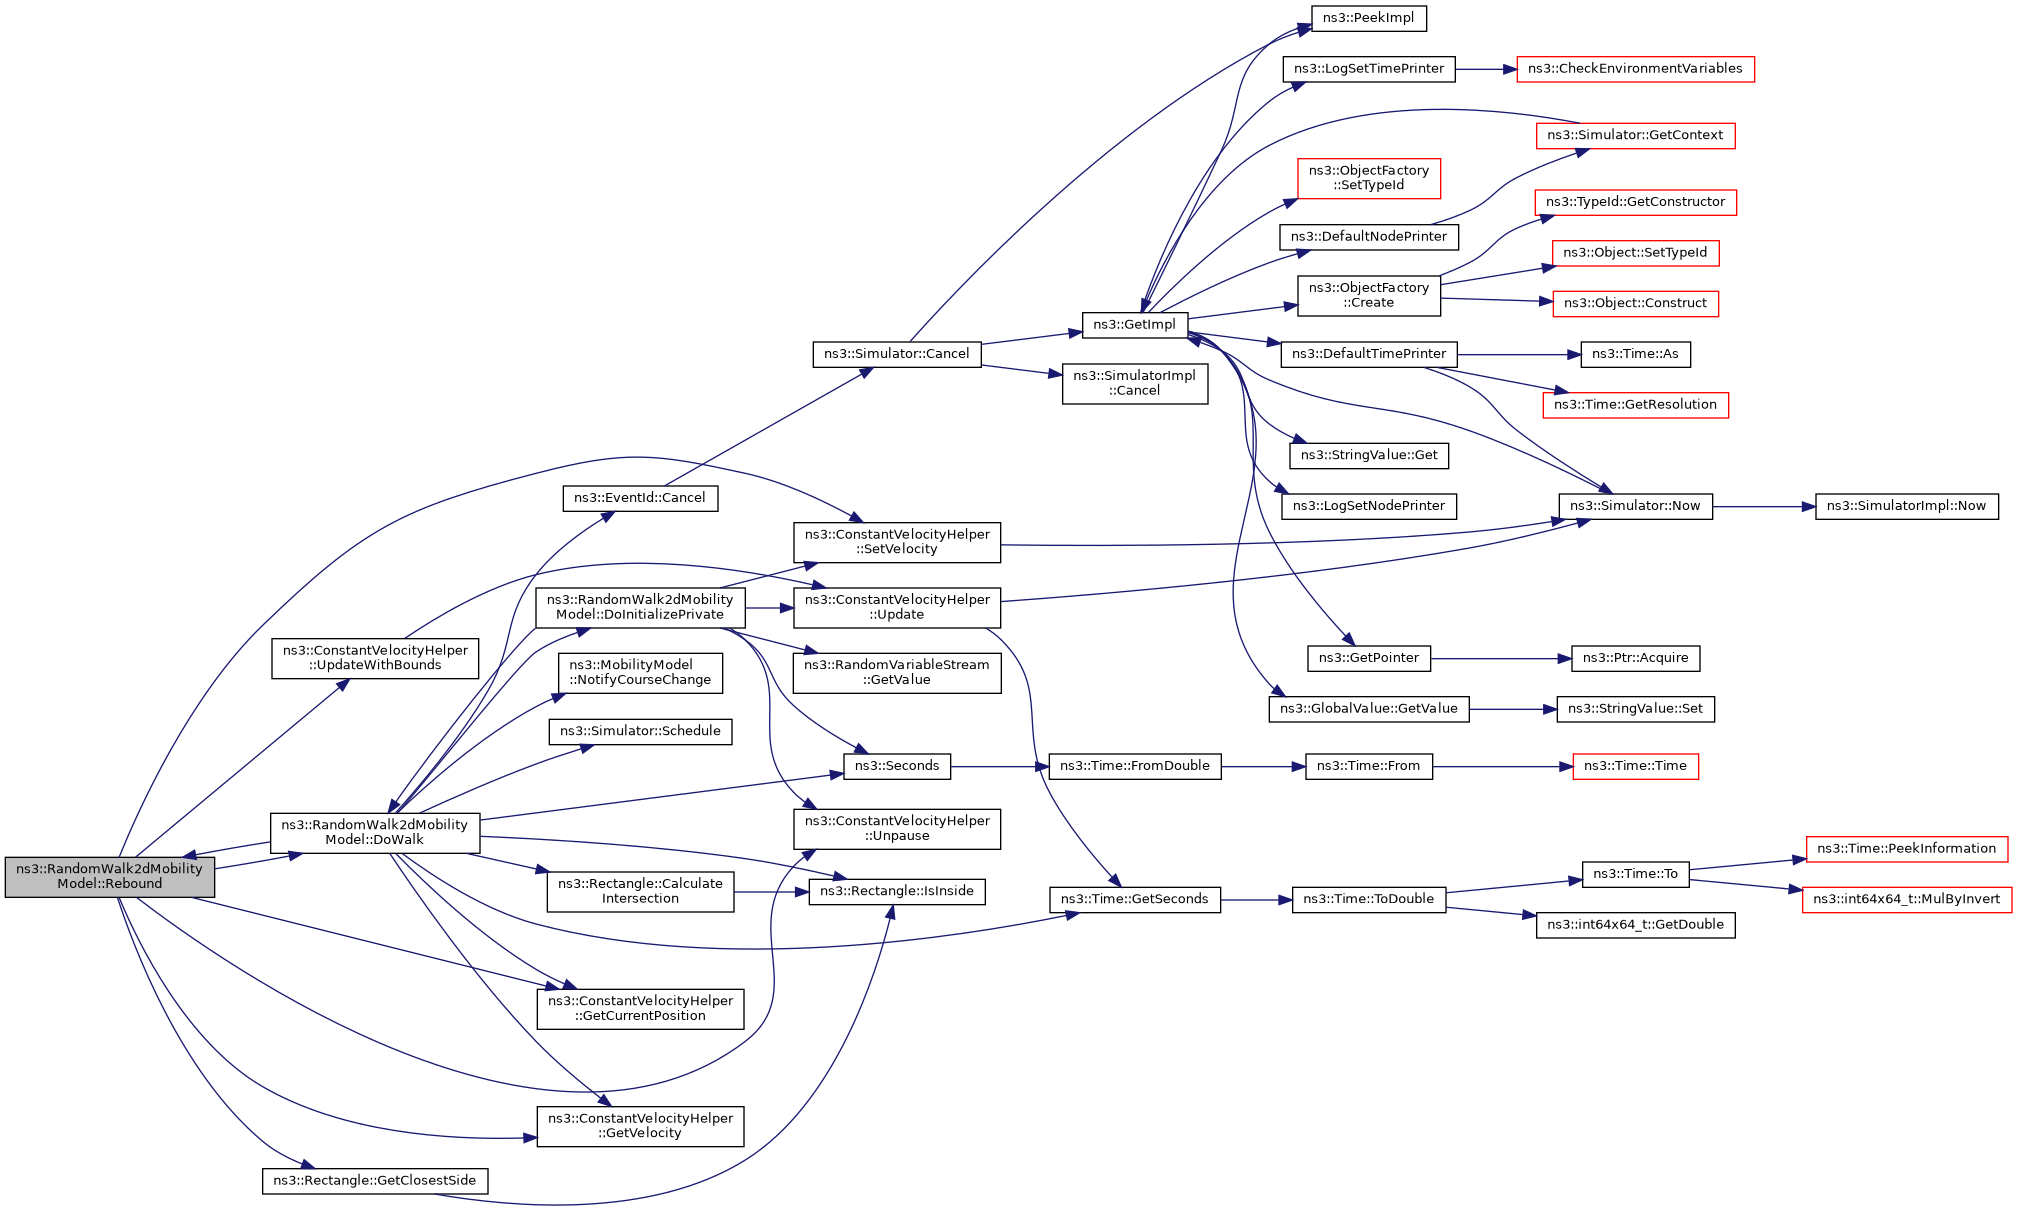 ns3::PeekImpl
ns3::LogSetTimePrinter
ns3::CheckEnvironmentVariables
ns3::Simulator::GetContext
ns3::ObjectFactory
::SetTypeId
ns3::TypeId::GetConstructor
ns3::DefaultNodePrinter
ns3::Object::SetTypeId
ns3::ObjectFactory
::Create
ns3::Object::Construct
ns3::GetImpl
ns3::Simulator::Cancel
ns3::DefaultTimePrinter
ns3::Time::As
ns3::SimulatorImpl
::Cancel
ns3::Time::GetResolution
ns3::StringValue::Get
ns3::EventId::Cancel
ns3::LogSetNodePrinter
ns3::Simulator::Now
ns3::SimulatorImpl::Now
ns3::ConstantVelocityHelper
::SetVelocity
ns3::RandomWalk2dMobility
Model::DoInitializePrivate
ns3::ConstantVelocityHelper
::Update
ns3::ConstantVelocityHelper
::UpdateWithBounds
ns3::MobilityModel
::NotifyCourseChange
ns3::RandomVariableStream
::GetValue
ns3::GetPointer
ns3::Ptr::Acquire
ns3::GlobalValue::GetValue
ns3::StringValue::Set
ns3::Simulator::Schedule
ns3::Seconds
ns3::Time::FromDouble
ns3::Time::From
ns3::Time::Time
ns3::RandomWalk2dMobility
Model::DoWalk
ns3::ConstantVelocityHelper
::Unpause
ns3::Time::PeekInformation
ns3::RandomWalk2dMobility
Model::Rebound
ns3::Rectangle::Calculate
Intersection
ns3::Rectangle::IsInside
ns3::Time::GetSeconds
ns3::Time::ToDouble
ns3::Time::To
ns3::int64x64_t::MulByInvert
ns3::int64x64_t::GetDouble
ns3::ConstantVelocityHelper
::GetCurrentPosition
ns3::ConstantVelocityHelper
::GetVelocity
ns3::Rectangle::GetClosestSide